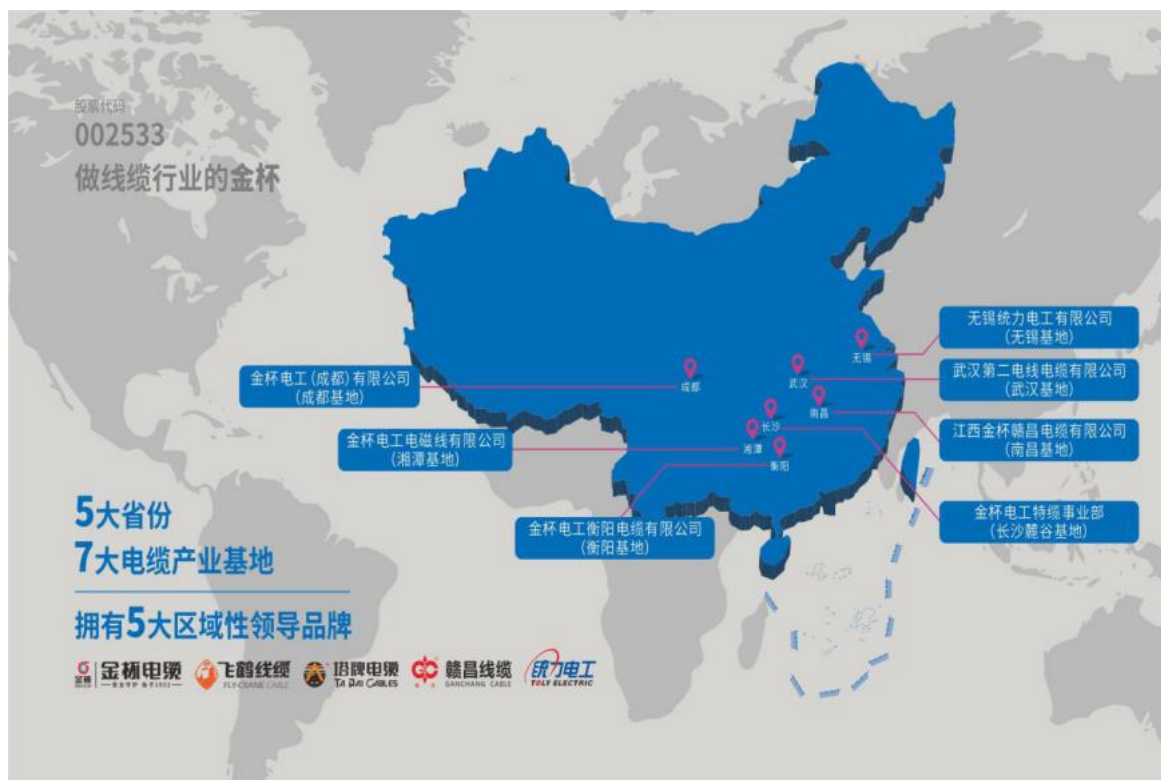 股票代码
002533
做线缆行业的金杯
无锡统力电工有限公司
(无锡基地)
无锡
金杯电工(成都)有限公司
(成都基地)
成都
武汉
武汉第二电线电缆有限公司
(武汉基地)
南昌
江西金杯赣昌电缆有限公司
(南昌基地)
长沙
金杯电工电磁线有限公司
(湘潭基地)
湘潭
衡阳
金杯电工衡阳电缆有限公司
(衡阳基地)
金杯电工特缆事业部
(长沙麓谷基地)
5大省份
7大电缆产业基地
拥有5大区域性领导品牌
金杯 金杯电缆
飞鹤线缆
FLY-CRANE CABLE
塔牌电缆
TA PAI CABLES
赣昌线缆
GANCHANG CABLE
统力电工
TOLY ELECTRIC